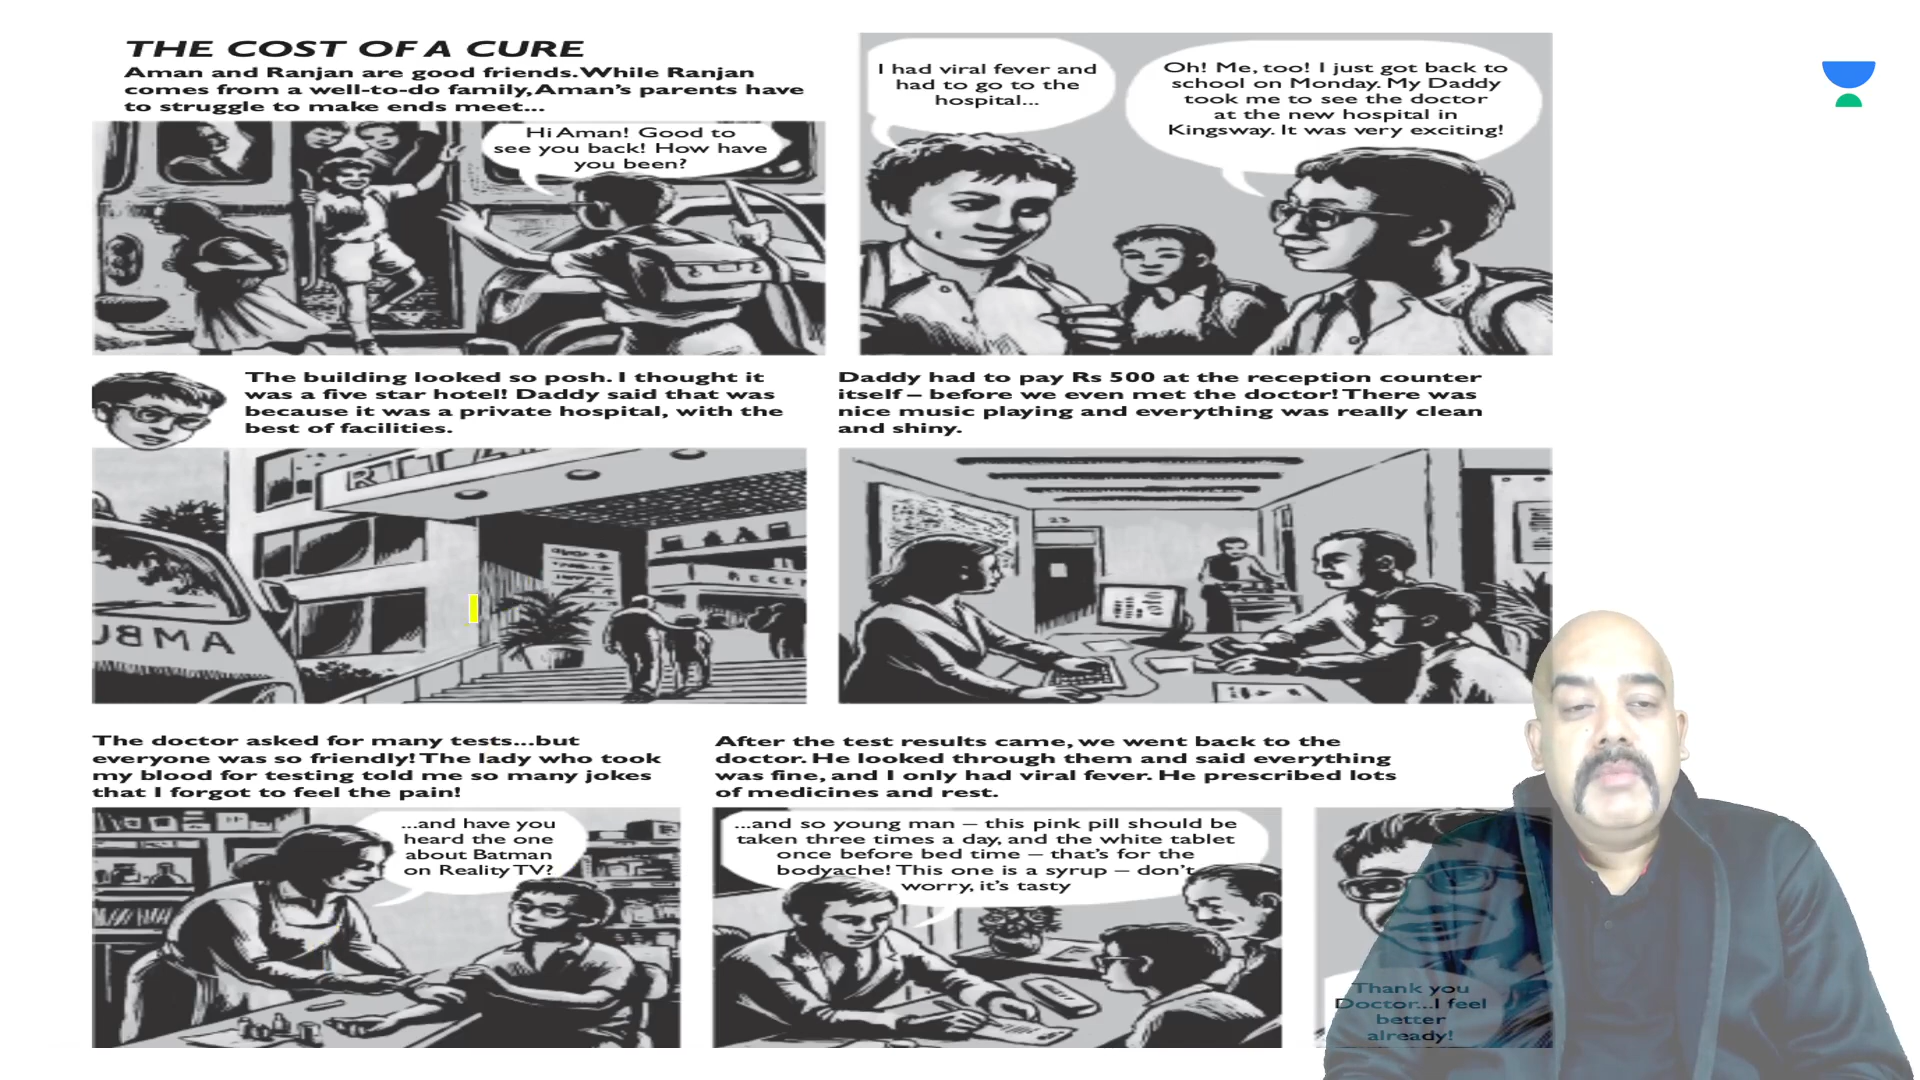 THE COST OF A CURE
Aman and Ranjan are good friends. While Ranjan
comes from a well-to-do family, Aman's parents have
to struggle to make ends meet...
Hi Aman! Good to
see you back! How have
you been?
I had viral fever and
had to go to the
hospital...
Oh! Me, too! I just got back to
school on Monday. My Daddy
took me to see the doctor
at the new hospital in
Kingsway. It was very exciting!
The building looked so posh. I thought it
was a five star hotel! Daddy said that was
because it was a private hospital, with the
best of facilities.
Daddy had to pay Rs 500 at the reception counter
itself – before we even met the doctor! There was
nice music playing and everything was really clean
and shiny.
AMBU
23
The doctor asked for many tests...but
everyone was so friendly! The lady who took
my blood for testing told me so many jokes
that I forgot to feel the pain!
After the test results came, we went back to the
doctor. He looked through them and said everything
was fine, and I only had viral fever. He prescribed lots
of medicines and rest.
...and have you
heard the one
about Batman
on Reality TV?
...and so young man – this pink pill should be
taken three times a day, and the white tablet
once before bed time – that's for the
bodyache! This one is a syrup – don't
worry, it's tasty
Thank you
Doctor...I feel
better
already!